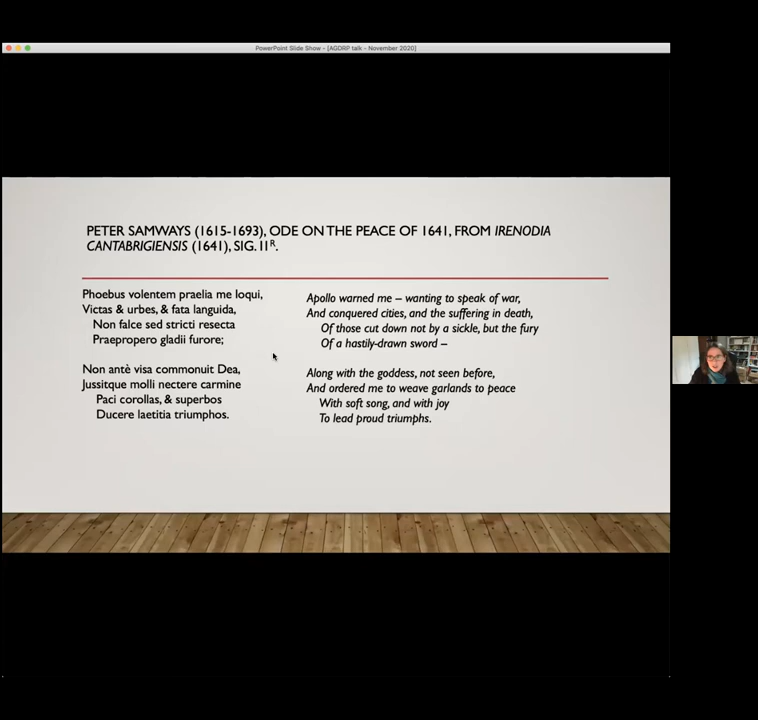 PowerPoint Slide Show - [AGDRP talk - November 2020]
PETER SAMWAYS (1615-1693), ODE ON THE PEACE OF 1641, FROM IRENODIA
CANTABRIGIENSIS (1641), SIG. I1R.
Phoebus volentem praelia me loqui,
Victas & urbes, & fata languida,
Non falce sed stricti resecta
Praepropero gladii furore;
Non antè visa commonuit Dea,
Jussitque molli nectere carmine
Paci corollas, & superbos
Ducere laetitia triumphos.
Apollo warned me – wanting to speak of war,
And conquered cities, and the suffering in death,
Of those cut down not by a sickle, but the fury
Of a hastily-drawn sword –
Along with the goddess, not seen before,
And ordered me to weave garlands to peace
With soft song, and with joy
To lead proud triumphs.